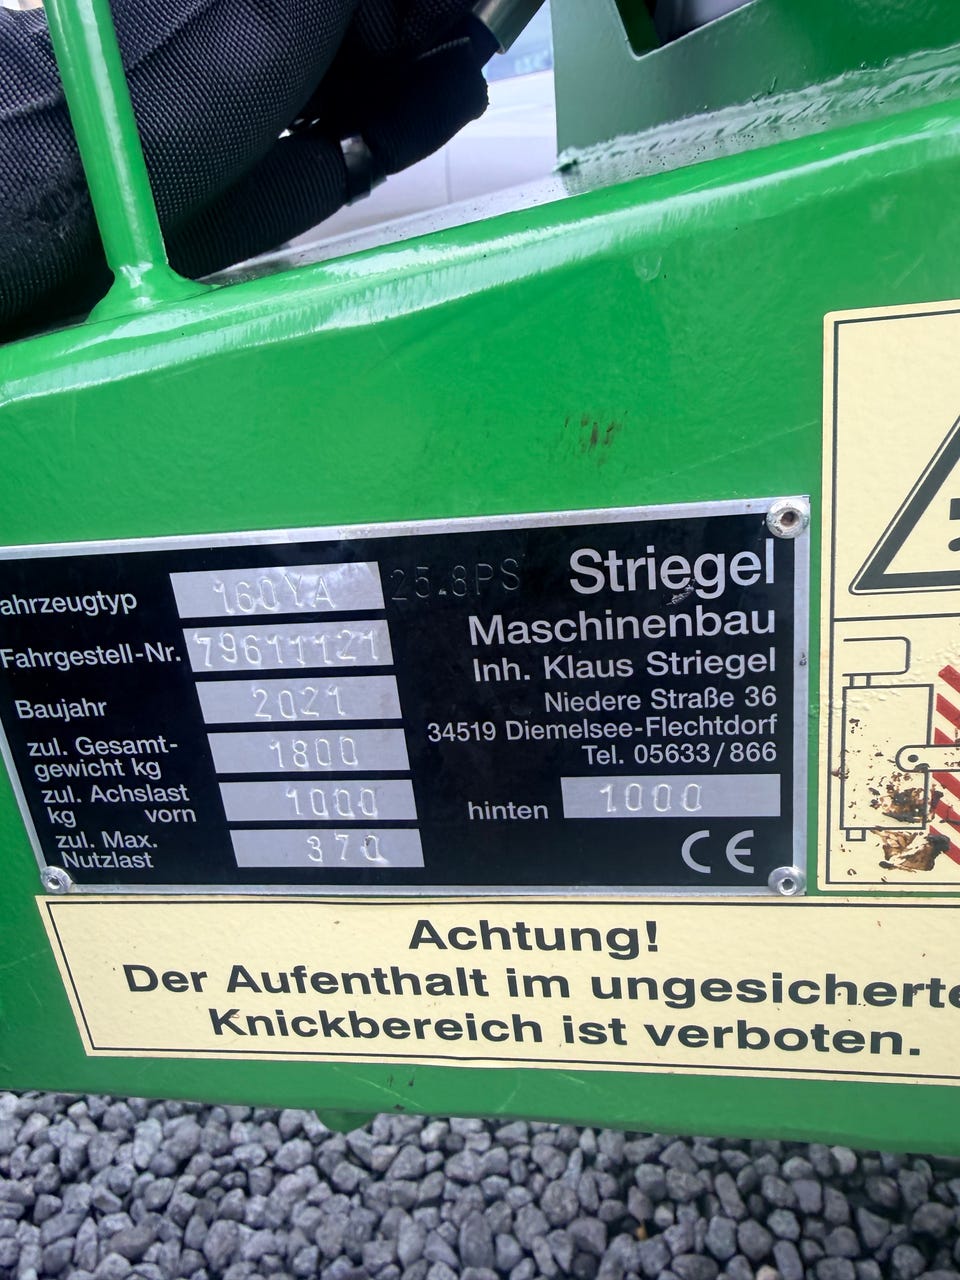 ahrzeugtyp 160YA 25.8PS
Fahrgestell-Nr. 79611121
Baujahr 2021
zul. Gesamt-
gewicht kg 1800
zul. Achslast
kg vorn 1000 hinten 1000
zul. Max.
Nutzlast 370
Striegel
Maschinenbau
Inh. Klaus Striegel
Niedere Straße 36
34519 Diemelsee-Flechtdorf
Tel. 05633/866
CE
Achtung!
Der Aufenthalt im ungesicherte
Knickbereich ist verboten.